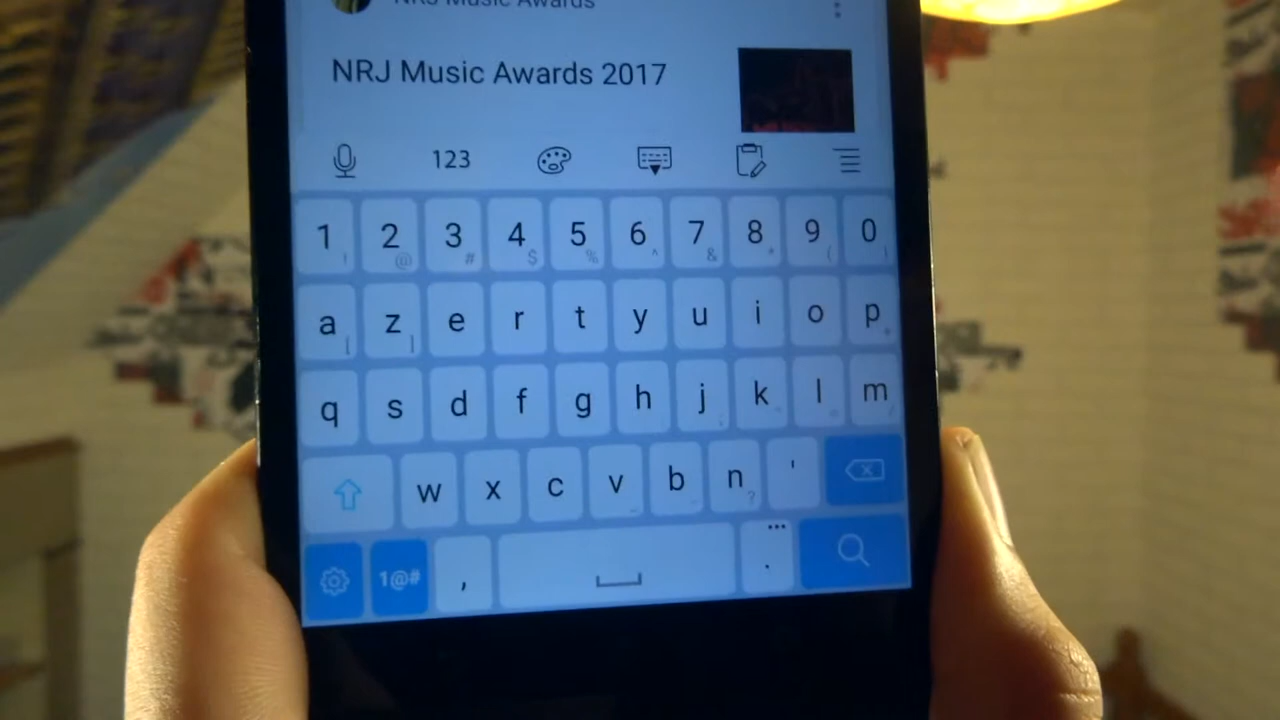 NRJ Music Awards
NRJ Music Awards 2017
123
1 2 3 4 5 6 7 8 9 0
! @ # $ % ^ & * ( )
a z e r t y u i o p
[ ]
q s d f g h j k l m
w x c v b n '
?
1@# , .